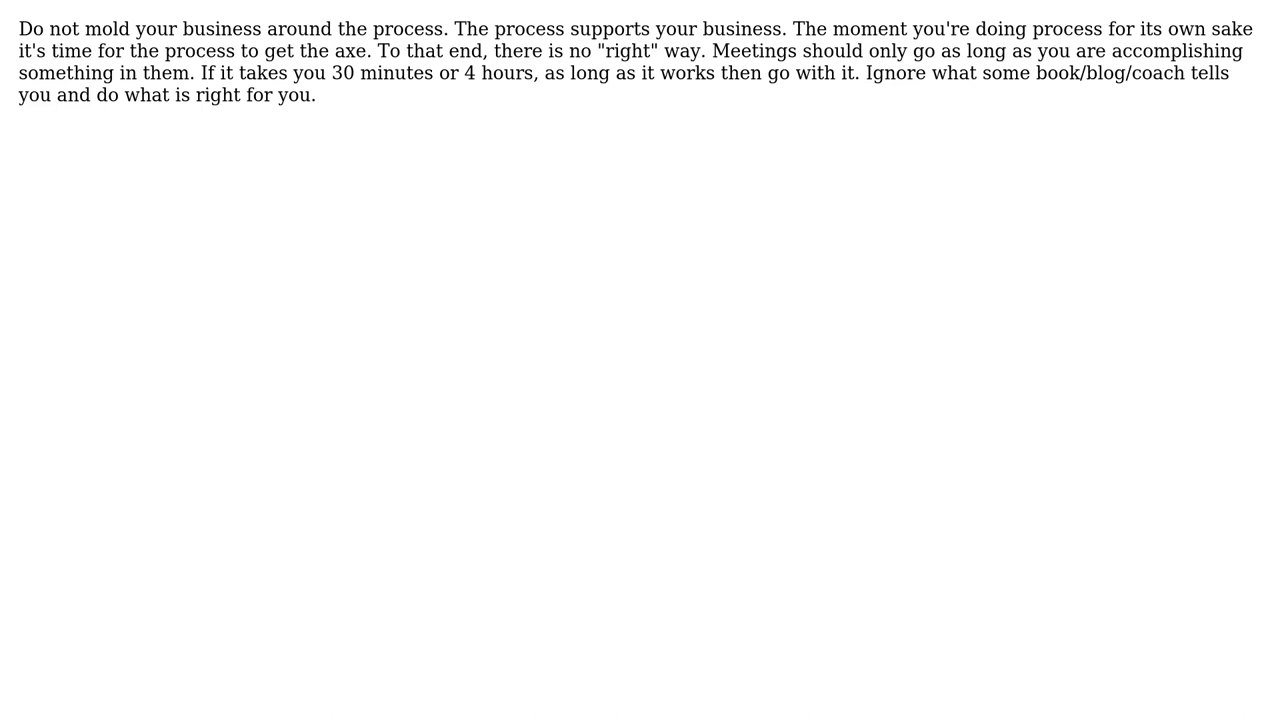 Do not mold your business around the process. The process supports your business. The moment you're doing process for its own sake
it's time for the process to get the axe. To that end, there is no "right" way. Meetings should only go as long as you are accomplishing
something in them. If it takes you 30 minutes or 4 hours, as long as it works then go with it. Ignore what some book/blog/coach tells
you and do what is right for you.